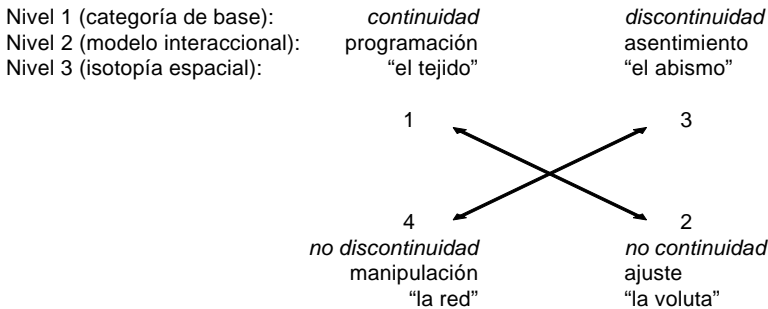 Nivel 1 (categoría de base): continuidad discontinuidad
Nivel 2 (modelo interaccional): programación asentimiento
Nivel 3 (isotopía espacial): “el tejido” “el abismo”
1 3
4 2
no discontinuidad no continuidad
manipulación ajuste
“la red” “la voluta”